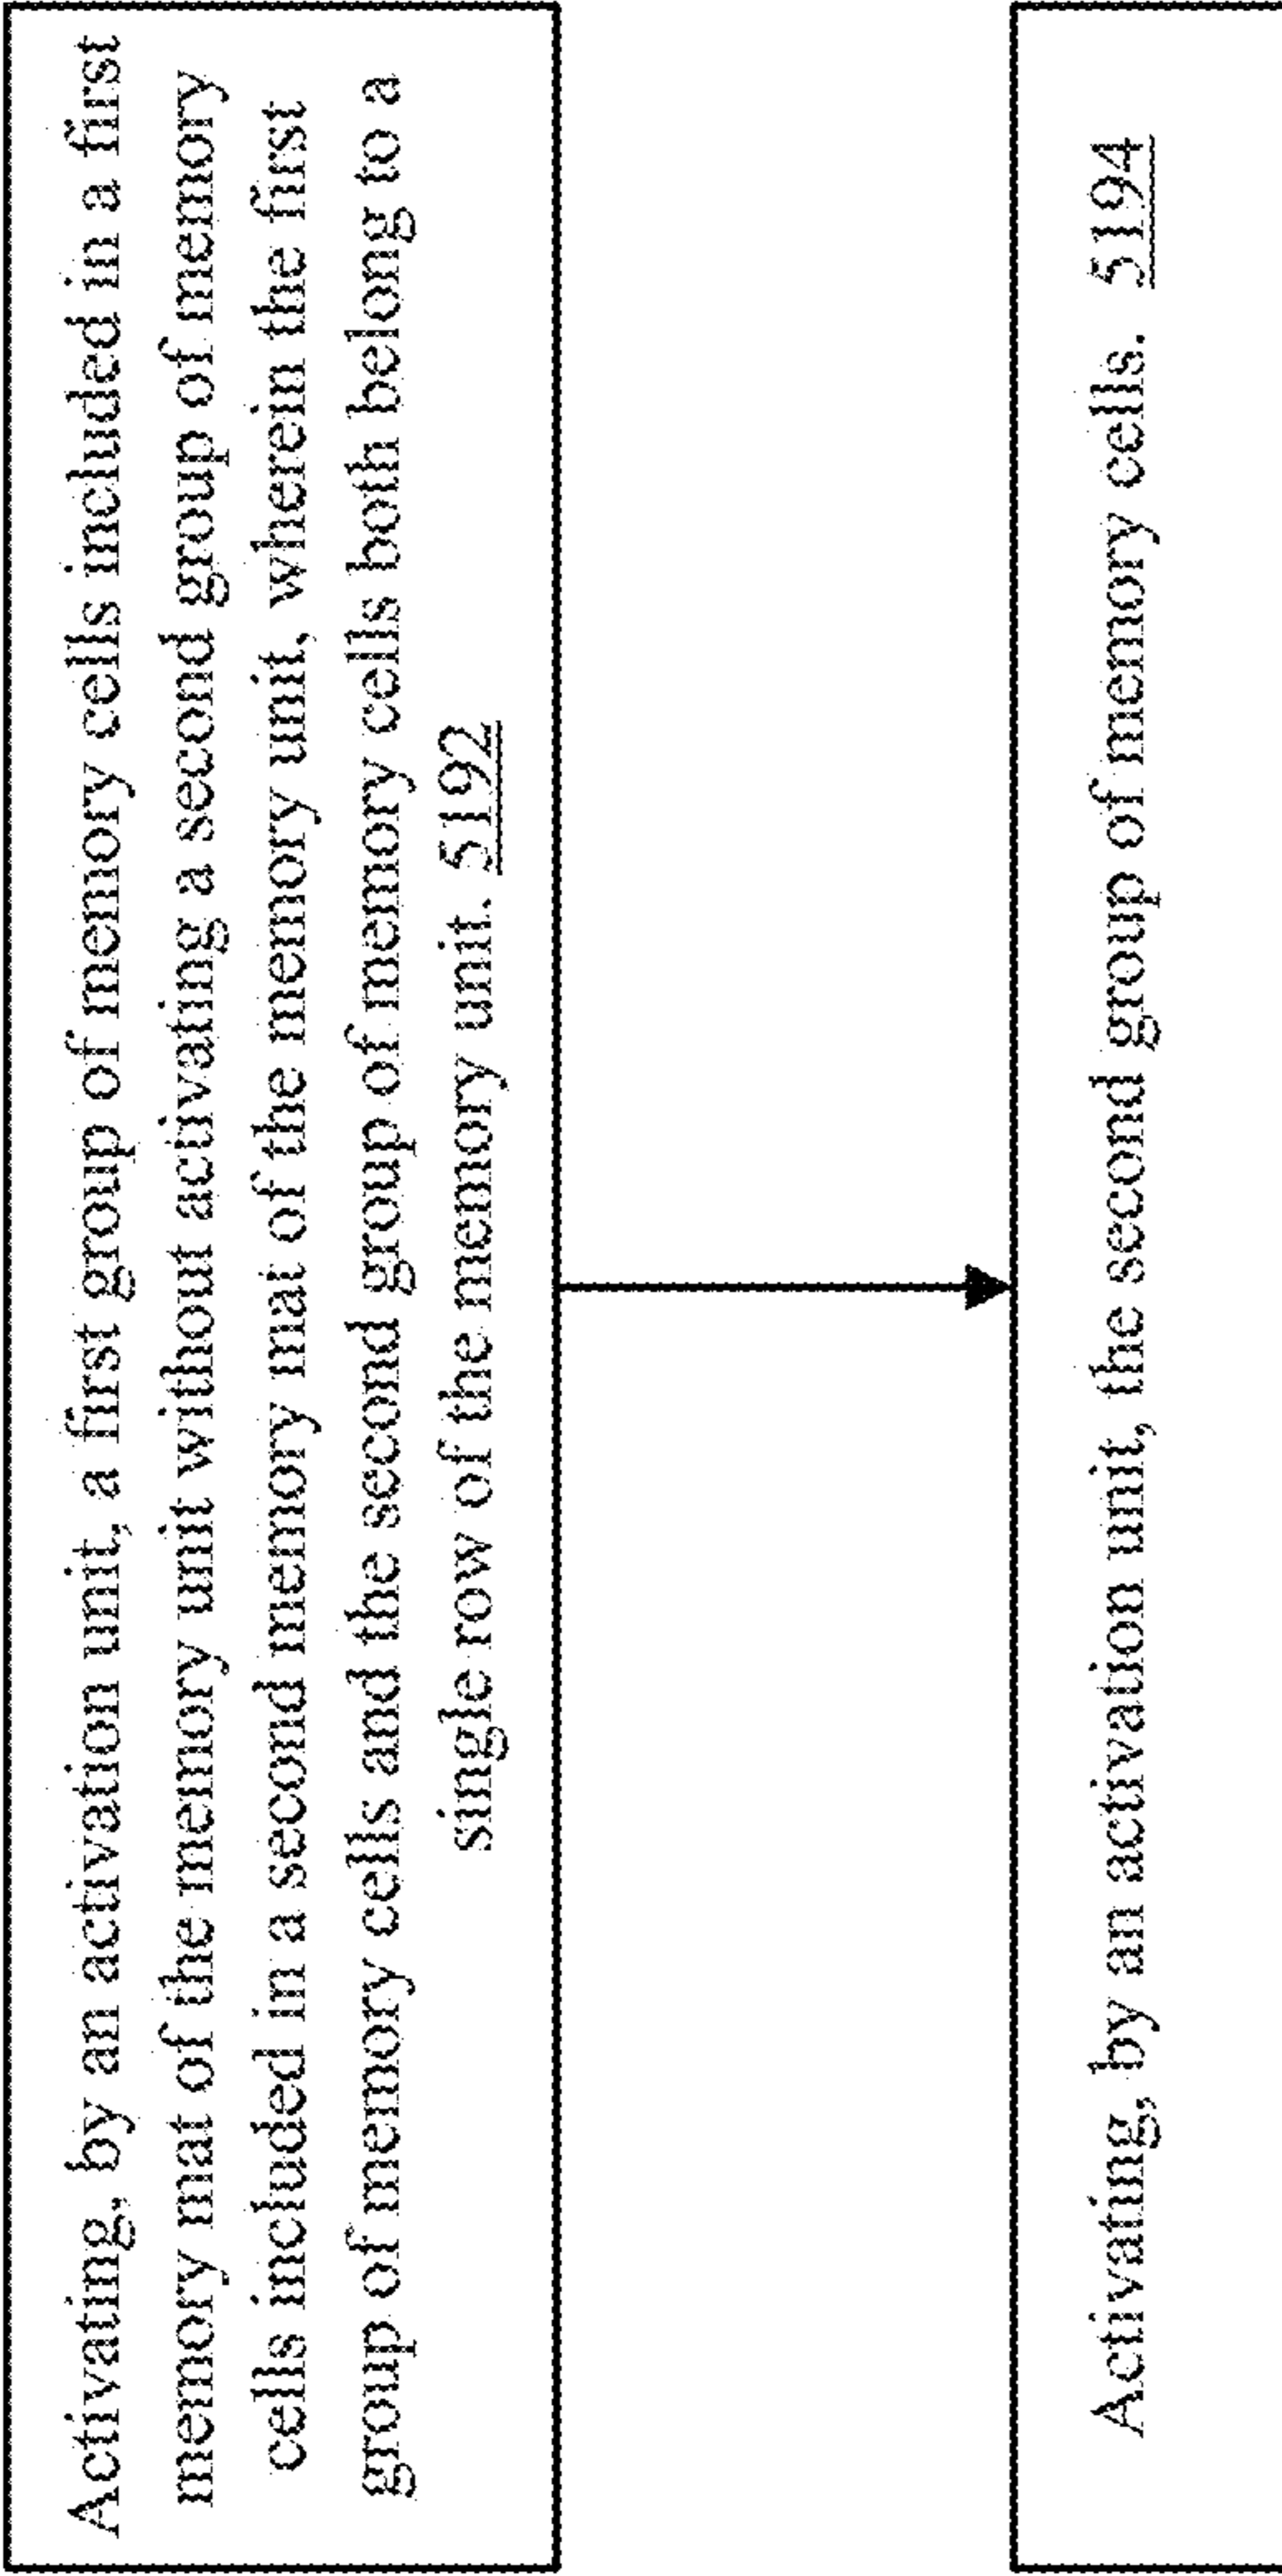 Activating, by an activation unit, a first group of memory cells included in a first
memory mat of the memory unit without activating a second group of memory
cells included in a second memory mat of the memory unit, wherein the first
group of memory cells and the second group of memory cells both belong to a
single row of the memory unit. 5192
Activating, by an activation unit, the second group of memory cells. 5194